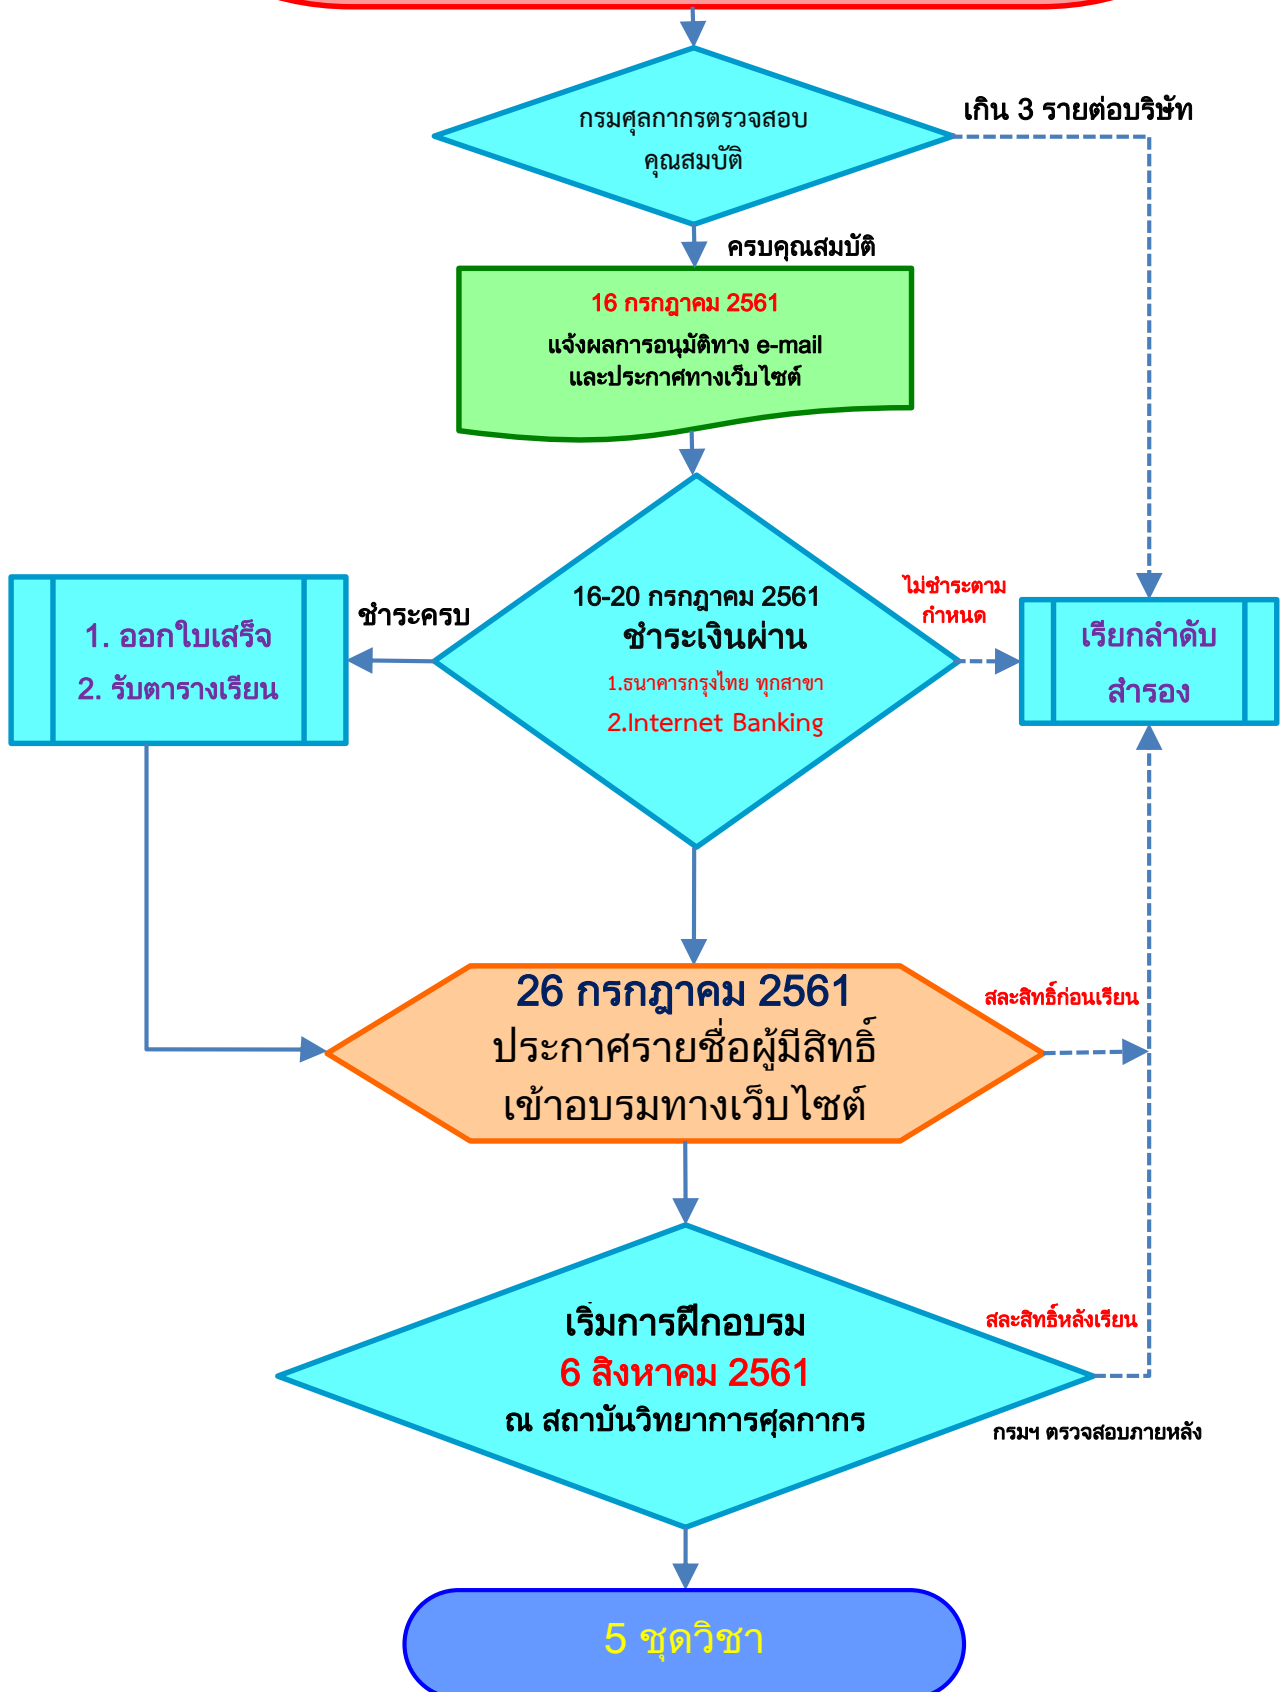 กรมศุลกากรตรวจสอบ
คุณสมบัติ
เกิน 3 รายต่อบริษัท
ครบคุณสมบัติ
16 กรกฎาคม 2561
แจ้งผลการอนุมัติทาง e-mail
และประกาศทางเว็บไซต์
16-20 กรกฎาคม 2561
ชำระเงินผ่าน
1.ธนาคารกรุงไทย ทุกสาขา
2.Internet Banking
ชำระครบ
1. ออกใบเสร็จ
2. รับตารางเรียน
ไม่ชำระตาม
กำหนด
เรียกลำดับ
สำรอง
26 กรกฎาคม 2561
ประกาศรายชื่อผู้มีสิทธิ์
เข้าอบรมทางเว็บไซต์
สละสิทธิ์ก่อนเรียน
เริ่มการฝึกอบรม
6 สิงหาคม 2561
ณ สถาบันวิทยาการศุลกากร
สละสิทธิ์หลังเรียน
กรมฯ ตรวจสอบภายหลัง
5 ชุดวิชา